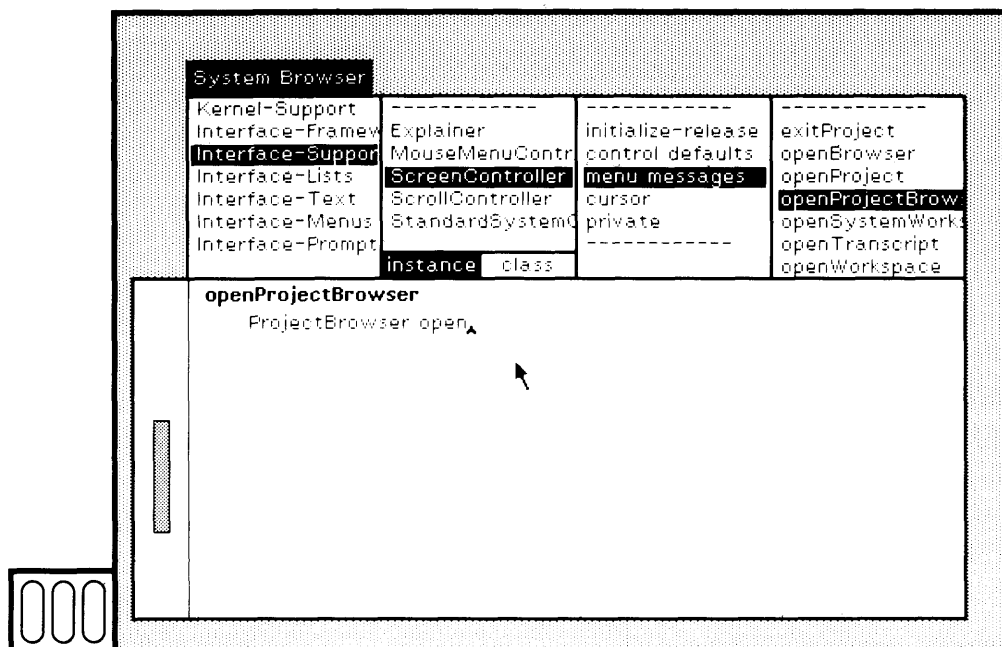 System Browser
Kernel-Support
Interface-Framew
Interface-Suppor
Interface-Lists
Interface-Text
Interface-Menus
Interface-Prompt
------------
Explainer
MouseMenuContr
ScreenController
ScrollController
StandardSystemC
instance class
------------
initialize-release
control defaults
menu messages
cursor
private
------------
------------
exitProject
openBrowser
openProject
openProjectBrow
openSystemWorks
openTranscript
openWorkspace
openProjectBrowser
ProjectBrowser open